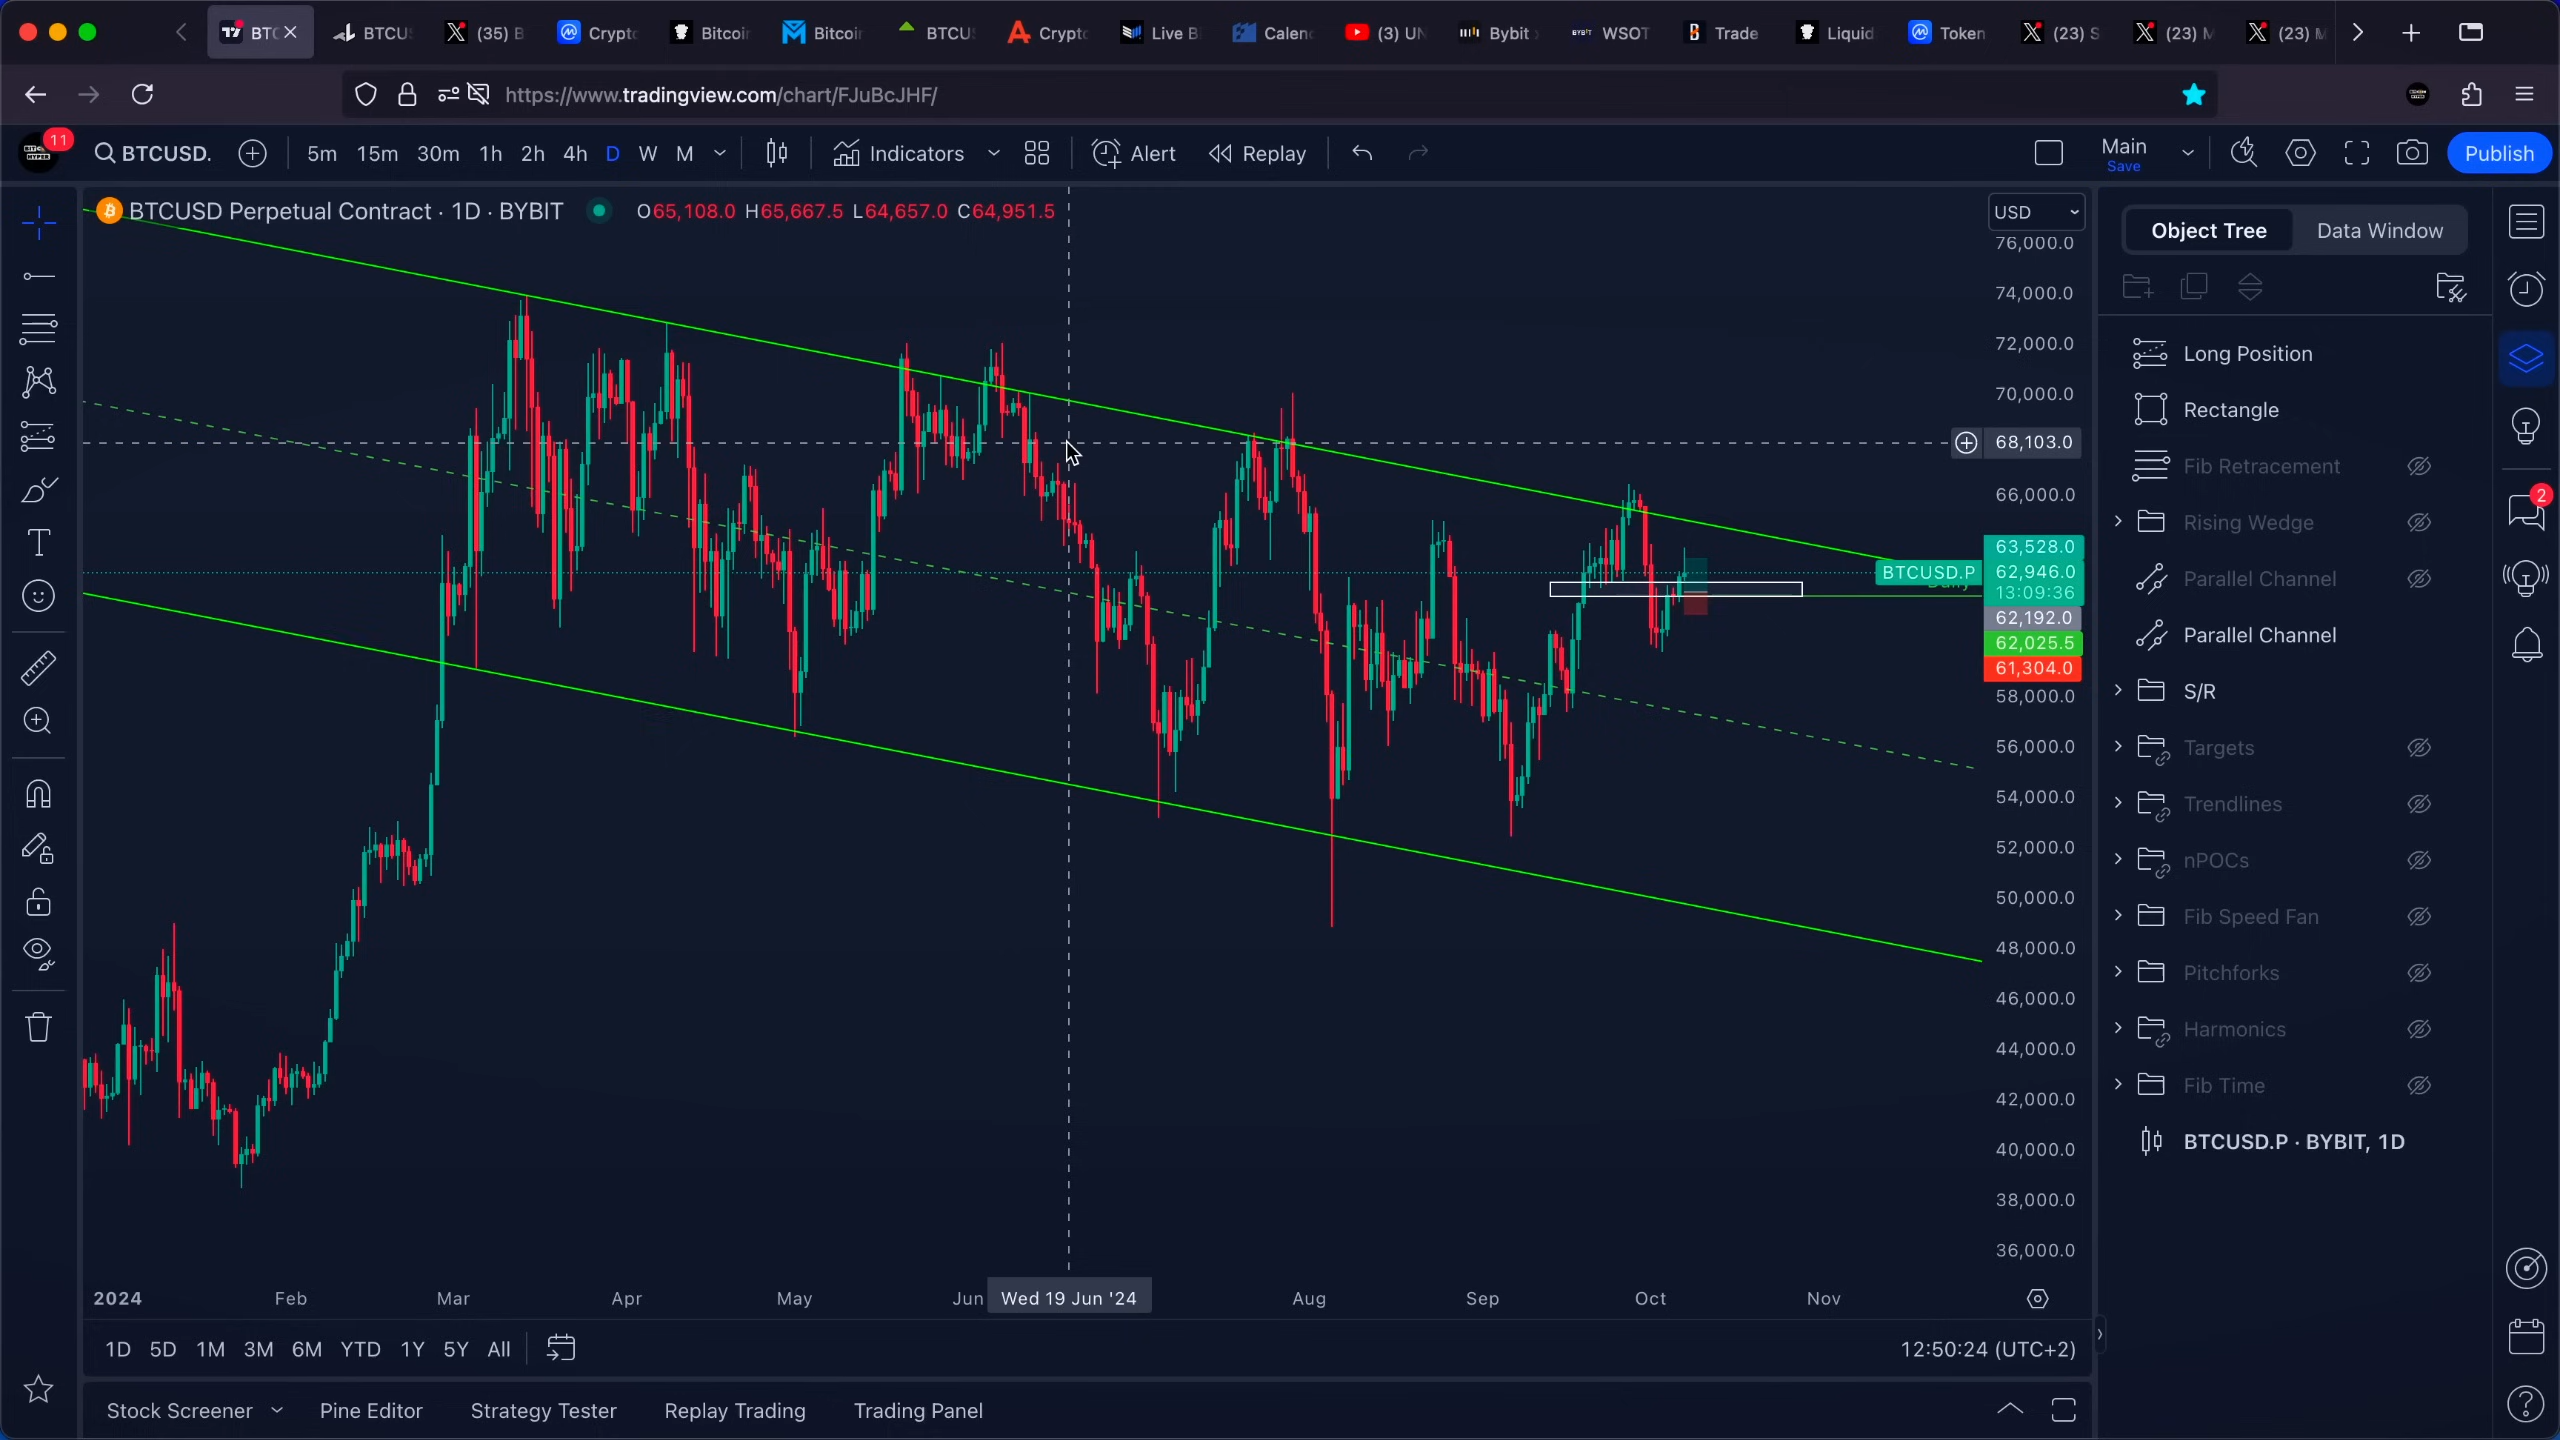 BTC
BTCUS
(35) B
Crypto
Bitcoin
Bitcoin
BTCUS
Crypto
Live B
Calend
(3) UN
Bybit
BYBIT WSOT
Trade
Liquid
Token
(23) S
(23) M
(23) M
https://www.tradingview.com/chart/FJuBcJHF/
11
BTCUSD. 5m 15m 30m 1h 2h 4h D W M Indicators Alert Replay Main Save Publish
BTCUSD Perpetual Contract · 1D · BYBIT O65,108.0 H65,667.5 L64,657.0 C64,951.5
USD
76,000.0
74,000.0
72,000.0
70,000.0
68,103.0
66,000.0
63,528.0
BTCUSD.P 62,946.0
13:09:36
62,192.0
62,025.5
61,304.0
58,000.0
56,000.0
54,000.0
52,000.0
50,000.0
48,000.0
46,000.0
44,000.0
42,000.0
40,000.0
38,000.0
36,000.0
2024 Feb Mar Apr May Jun Wed 19 Jun '24 Aug Sep Oct Nov
1D 5D 1M 3M 6M YTD 1Y 5Y All 12:50:24 (UTC+2)
Stock Screener Pine Editor Strategy Tester Replay Trading Trading Panel
Object Tree Data Window
Long Position
Rectangle
Fib Retracement
Rising Wedge
Parallel Channel
Parallel Channel
S/R
Targets
Trendlines
nPOCs
Fib Speed Fan
Pitchforks
Harmonics
Fib Time
BTCUSD.P · BYBIT, 1D
2